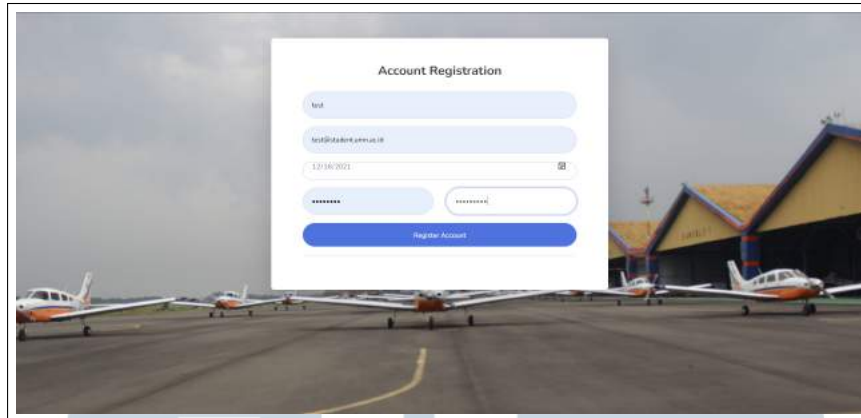 Account Registration
test
test@student.umn.ac.id
12/16/2021
Register Account